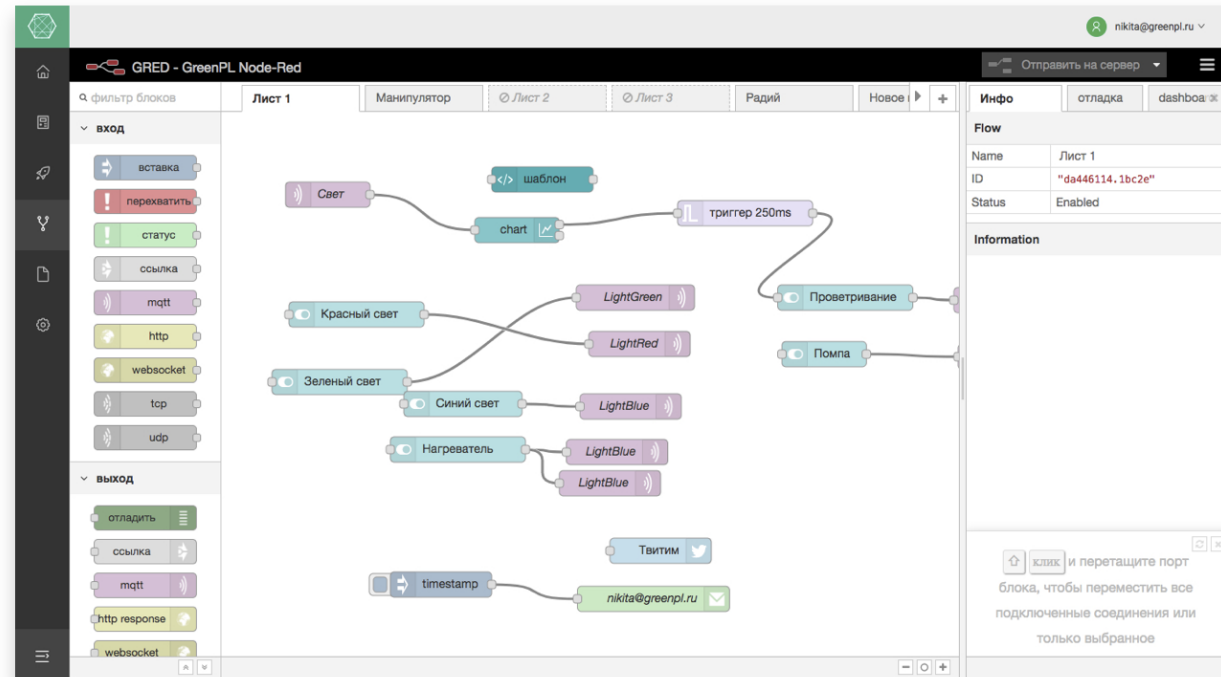 nikita@greenpl.ru
GRED - GreenPL Node-Red
Отправить на сервер
фильтр блоков
Лист 1
Манипулятор
Лист 2
Лист 3
Радий
Новое
Инфо
отладка
dashboa
вход
вставка
перехватить
статус
ссылка
mqtt
http
websocket
tcp
udp
выход
отладить
ссылка
mqtt
http response
websocket
Свет
</> шаблон
chart
триггер 250ms
LightGreen
Проветривание
Красный свет
LightRed
Помпа
Зеленый свет
Синий свет
LightBlue
Нагреватель
LightBlue
LightBlue
Твитим
timestamp
nikita@greenpl.ru
Flow
Name Лист 1
ID "da446114.1bc2e"
Status Enabled
Information
клик и перетащите порт
блока, чтобы переместить все
подключенные соединения или
только выбранное